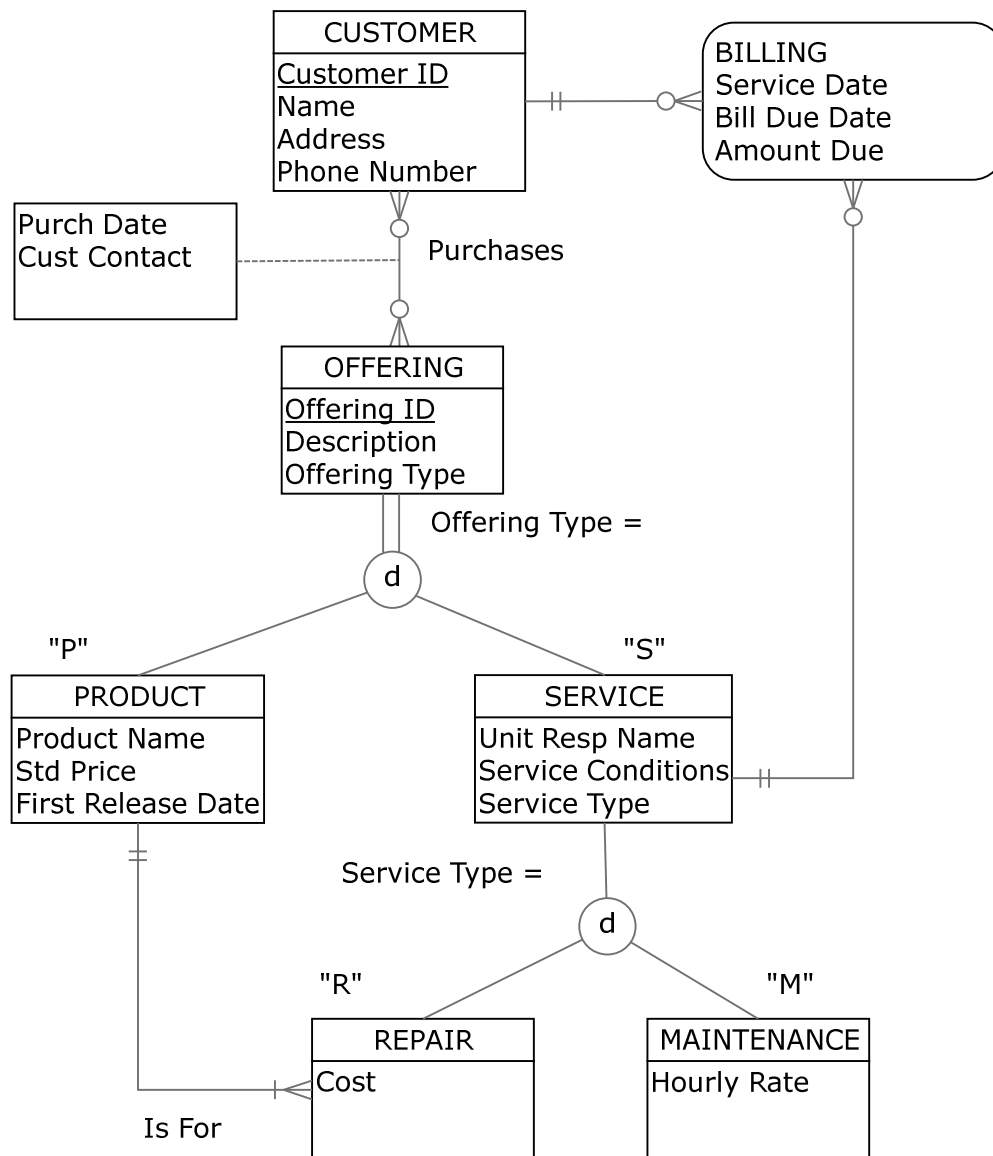 CUSTOMER
Customer ID
Name
Address
Phone Number
BILLING
Service Date
Bill Due Date
Amount Due
Purch Date
Cust Contact
Purchases
OFFERING
Offering ID
Description
Offering Type
Offering Type =
d
"P"
"S"
PRODUCT
Product Name
Std Price
First Release Date
SERVICE
Unit Resp Name
Service Conditions
Service Type
Service Type =
d
"R"
"M"
REPAIR
Cost
MAINTENANCE
Hourly Rate
Is For